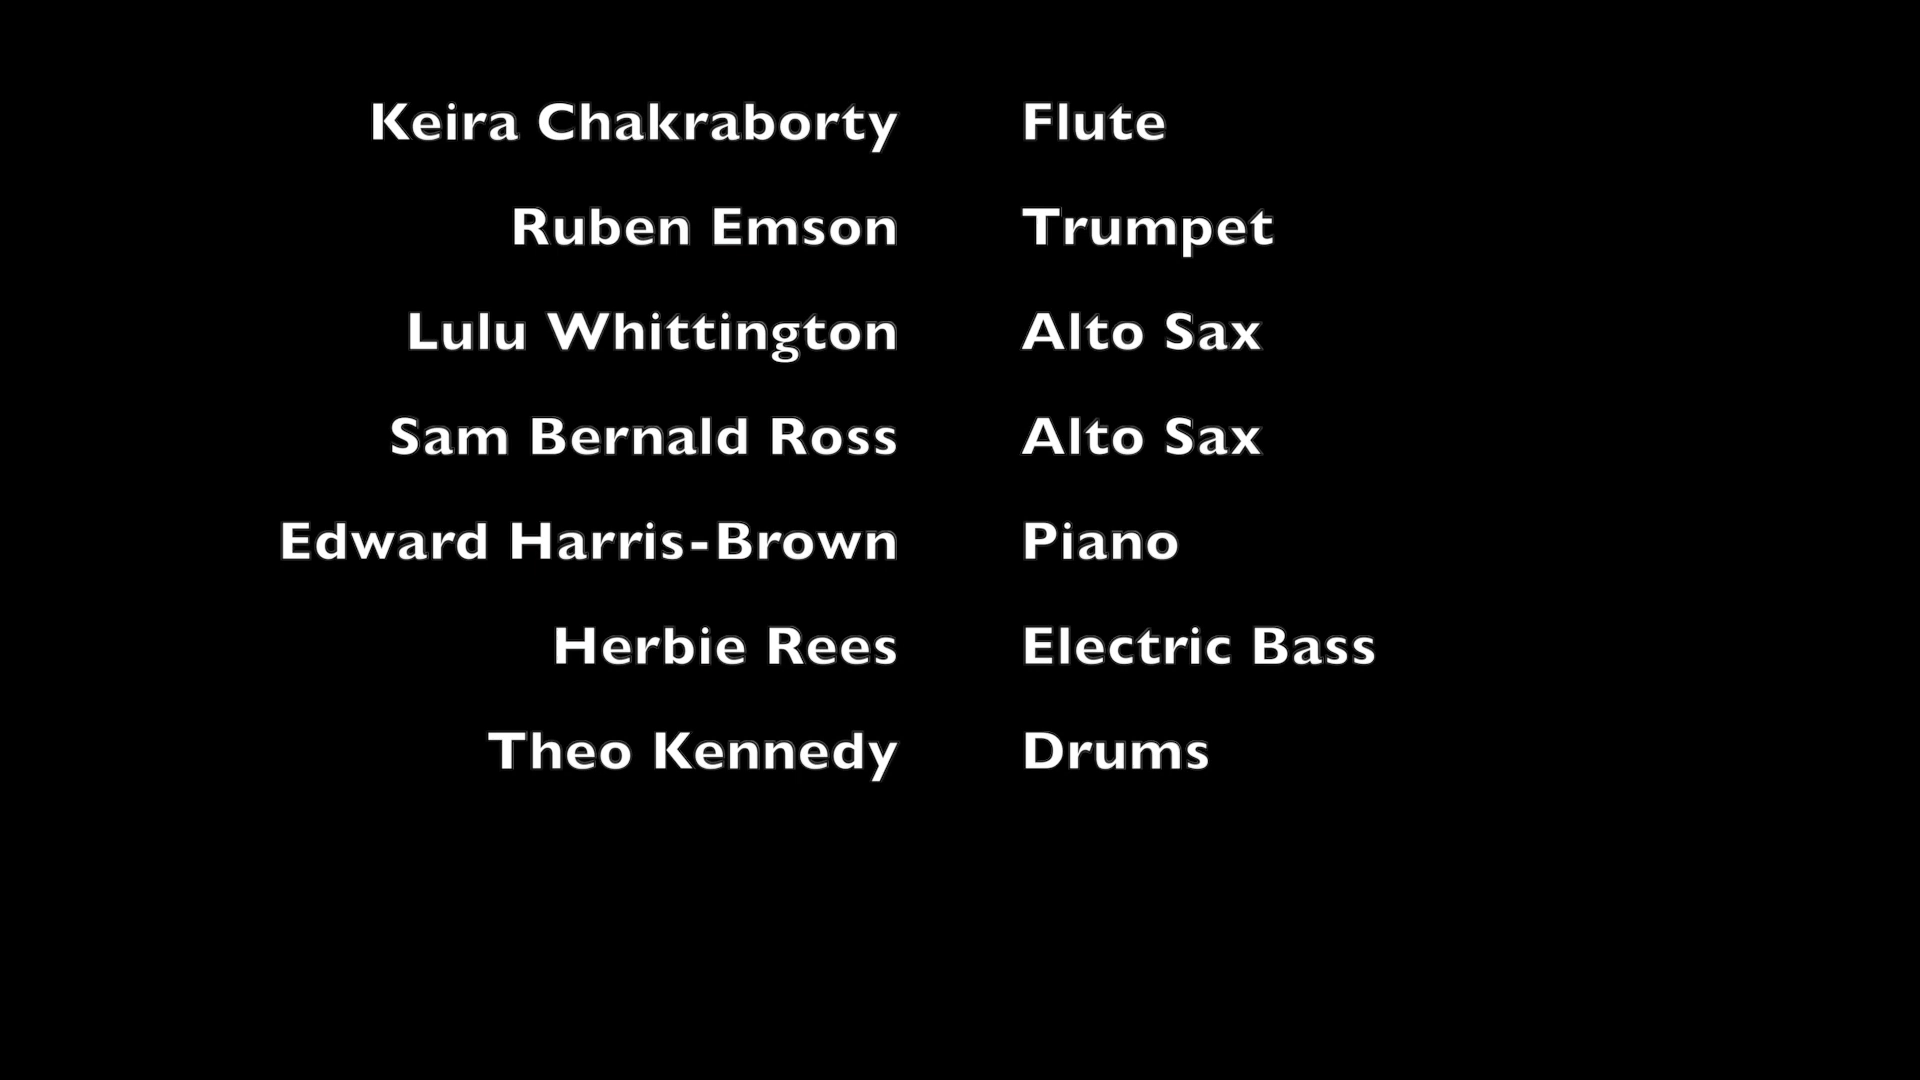 Keira Chakraborty Flute
Ruben Emson Trumpet
Lulu Whittington Alto Sax
Sam Bernald Ross Alto Sax
Edward Harris-Brown Piano
Herbie Rees Electric Bass
Theo Kennedy Drums